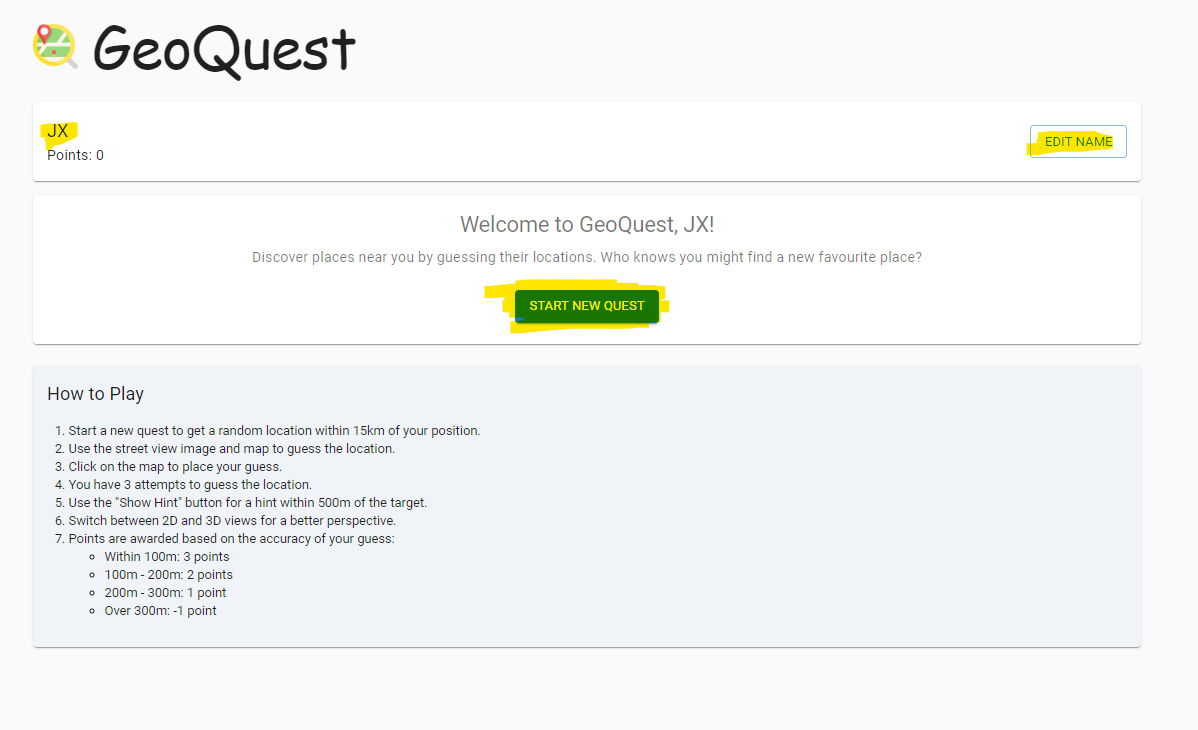 GeoQuest
JX
Points: 0
EDIT NAME
Welcome to GeoQuest, JX!
Discover places near you by guessing their locations. Who knows you might find a new favourite place?
START NEW QUEST
How to Play
1. Start a new quest to get a random location within 15km of your position.
2. Use the street view image and map to guess the location.
3. Click on the map to place your guess.
4. You have 3 attempts to guess the location.
5. Use the "Show Hint" button for a hint within 500m of the target.
6. Switch between 2D and 3D views for a better perspective.
7. Points are awarded based on the accuracy of your guess:
Within 100m: 3 points
100m - 200m: 2 points
200m - 300m: 1 point
Over 300m: -1 point